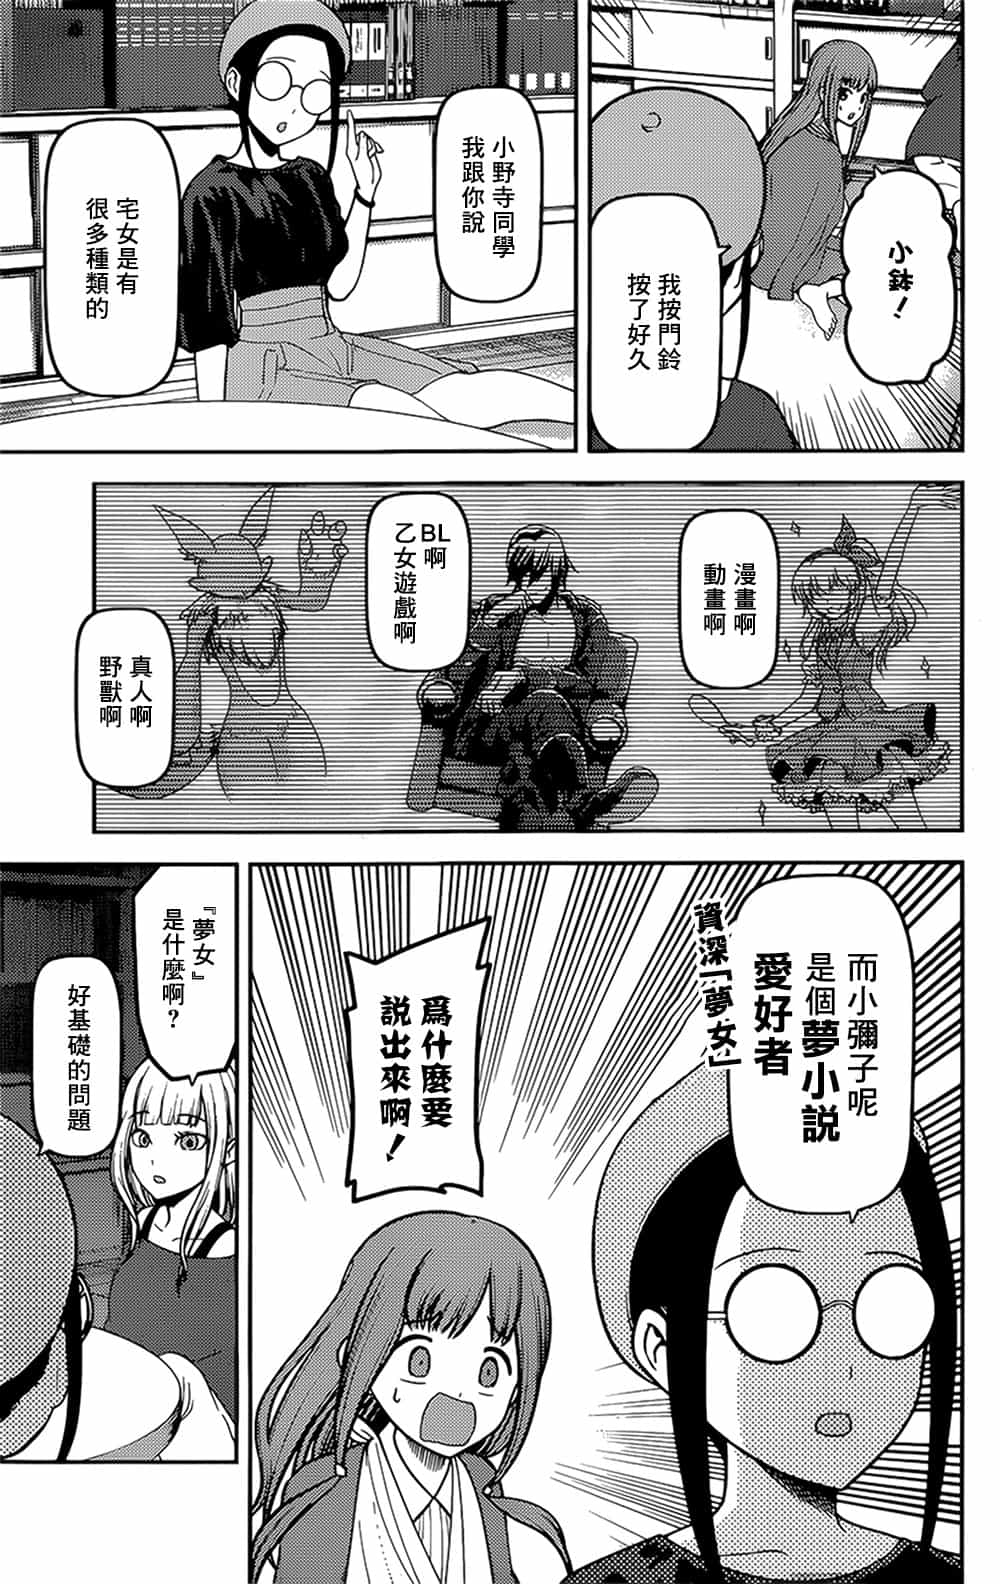 小鉢！
我按門鈴
按了好久
小野寺同學
我跟你說
宅女是有
很多種類的
漫畫啊
動畫啊
BL啊
乙女遊戲啊
真人啊
野獸啊
而小彌子呢
是個夢小説
愛好者
資深「夢女」
爲什麼要
説出來啊！
『夢女』
是什麼啊？
好基礎的問題